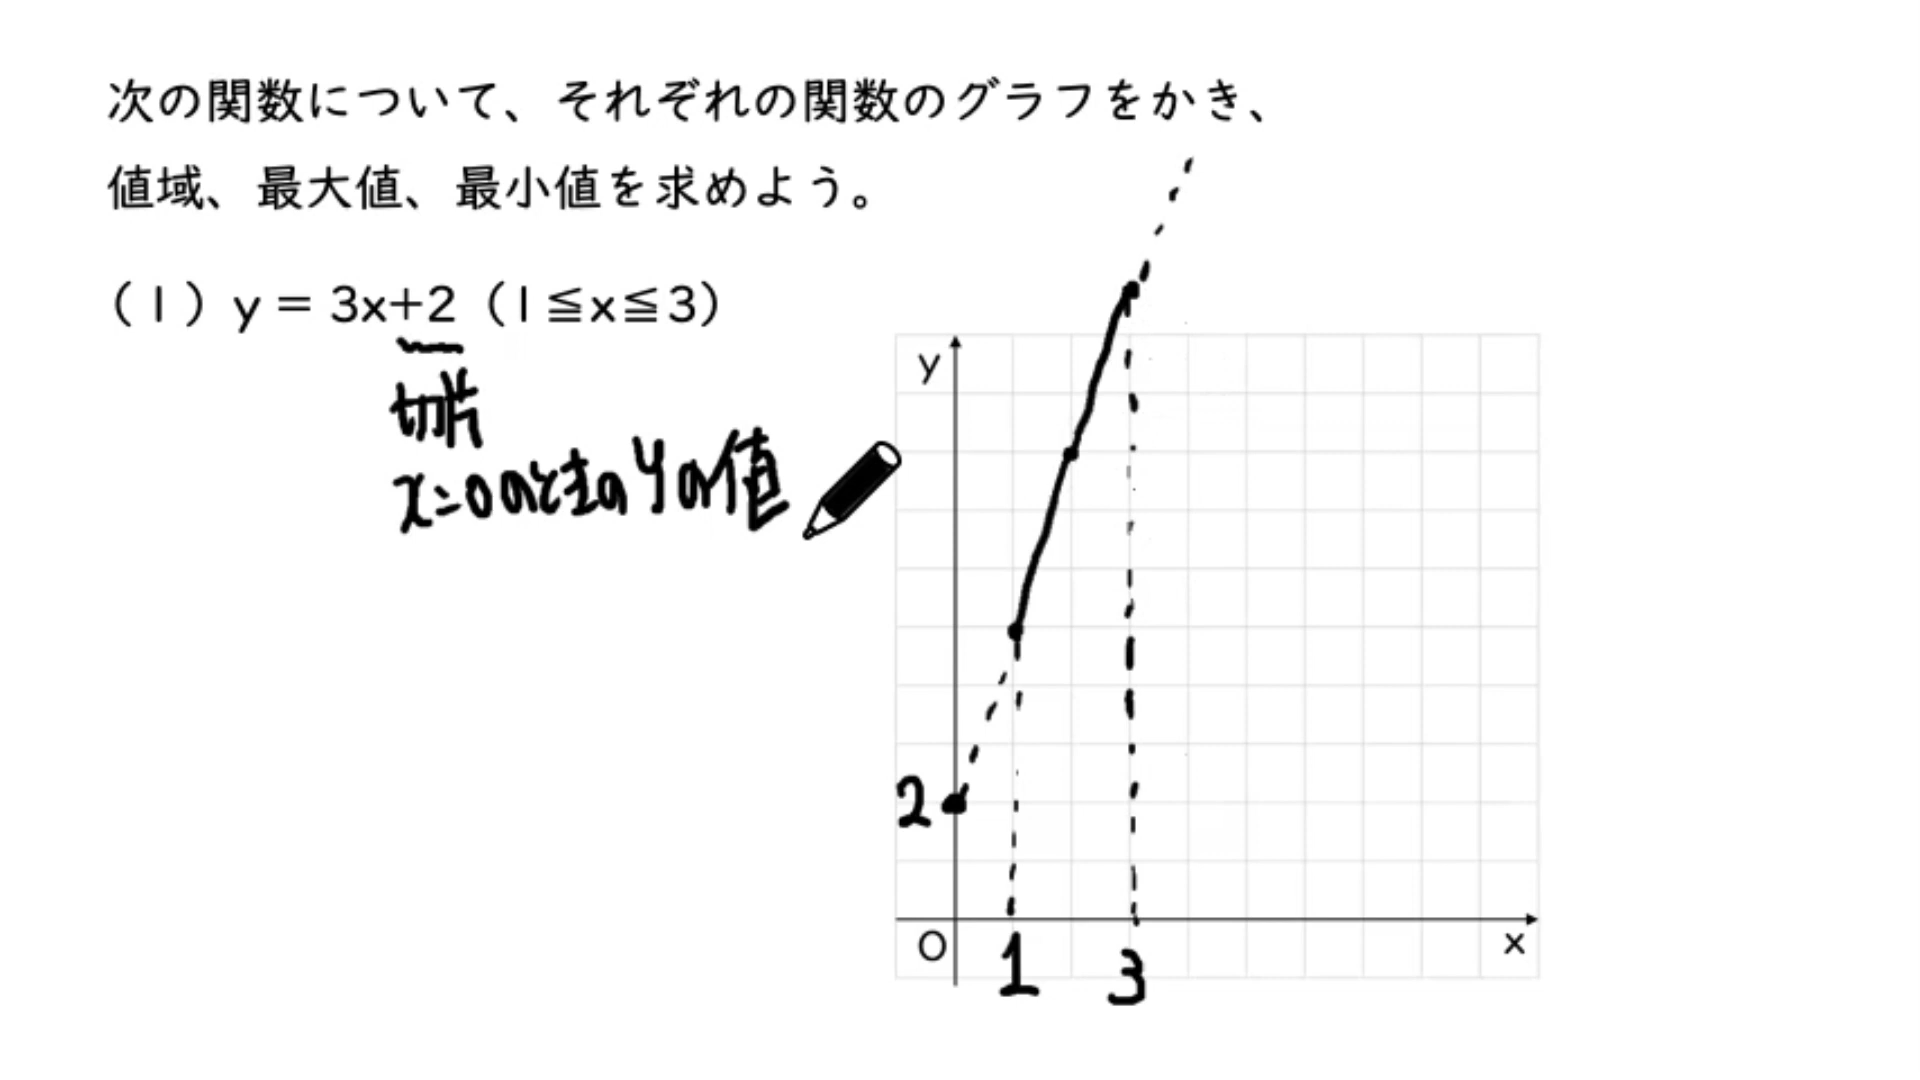 次の関数について、それぞれの関数のグラフをかき、
値域、最大値、最小値を求めよう。
(1) y = 3x+2 (1≦x≦3)
切片
x=0のときのyの値
y
2
O
1
3
x